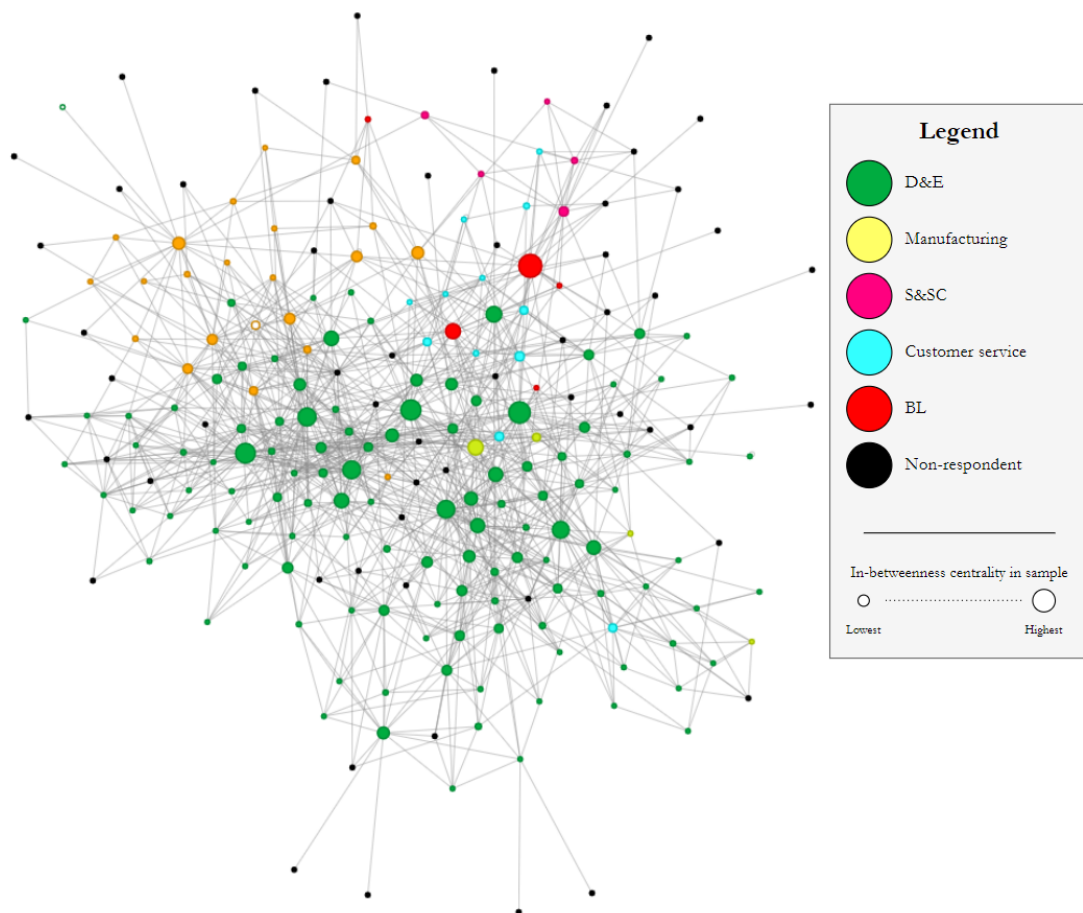 Legend
D&E
Manufacturing
S&SC
Customer service
BL
Non-respondent
In-betweenness centrality in sample
Lowest
Highest